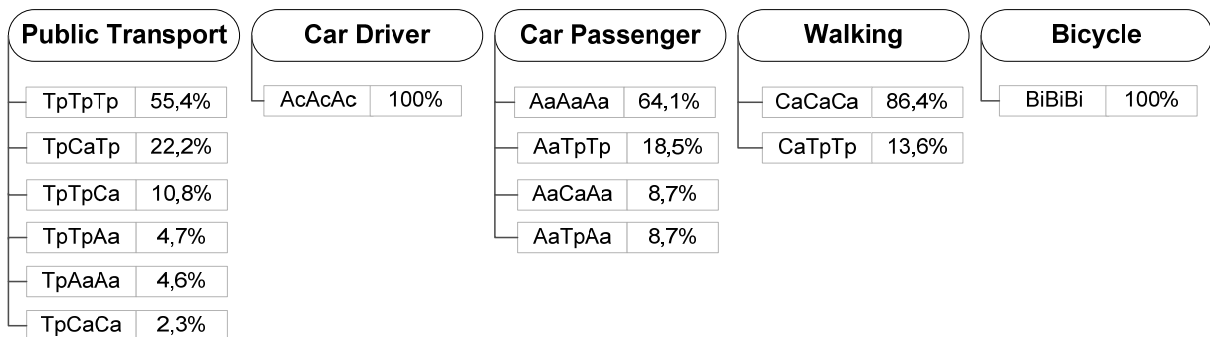 Public Transport
TpTpTp 55,4%
TpCaTp 22,2%
TpTpCa 10,8%
TpTpAa 4,7%
TpAaAa 4,6%
TpCaCa 2,3%
Car Driver
AcAcAc 100%
Car Passenger
AaAaAa 64,1%
AaTpTp 18,5%
AaCaAa 8,7%
AaTpAa 8,7%
Walking
CaCaCa 86,4%
CaTpTp 13,6%
Bicycle
BiBiBi 100%